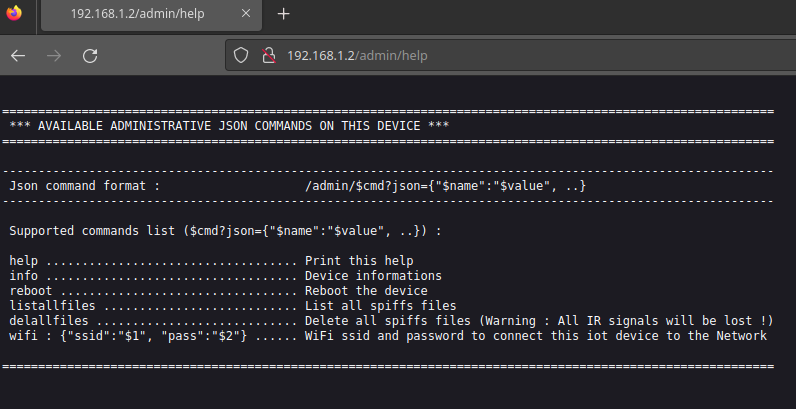 192.168.1.2/admin/help
192.168.1.2/admin/help
===========================================================================================================
*** AVAILABLE ADMINISTRATIVE JSON COMMANDS ON THIS DEVICE ***
===========================================================================================================
-----------------------------------------------------------------------------------------------------------
Json command format :                    /admin/$cmd?json={"$name":"$value", ..}
-----------------------------------------------------------------------------------------------------------
Supported commands list ($cmd?json={"$name":"$value", ..}) :
help ................................... Print this help
info ................................... Device informations
reboot ................................. Reboot the device
listallfiles ........................... List all spiffs files
delallfiles ............................ Delete all spiffs files (Warning : All IR signals will be lost !)
wifi : {"ssid":"$1", "pass":"$2"} ...... WiFi ssid and password to connect this iot device to the Network
===========================================================================================================